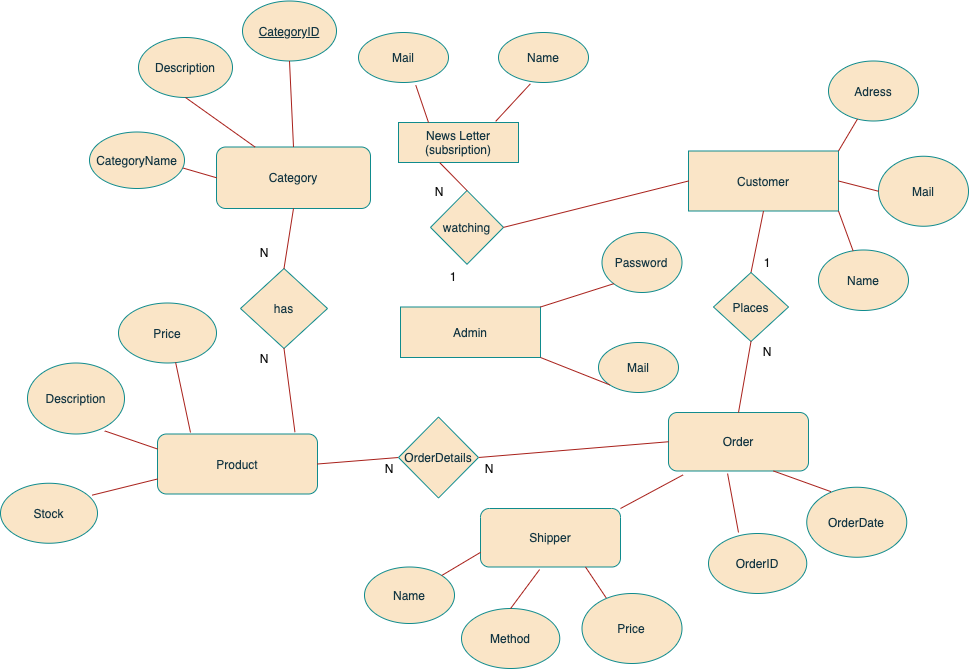 CategoryID
Mail
Name
Description
Adress
News Letter
(subsription)
CategoryName
Category
Customer
Mail
N
watching
N
Password
1
1
Name
has
Places
Price
Admin
N
N
Mail
Description
Order
Product
OrderDetails
N
N
Stock
OrderDate
Shipper
OrderID
Name
Method
Price